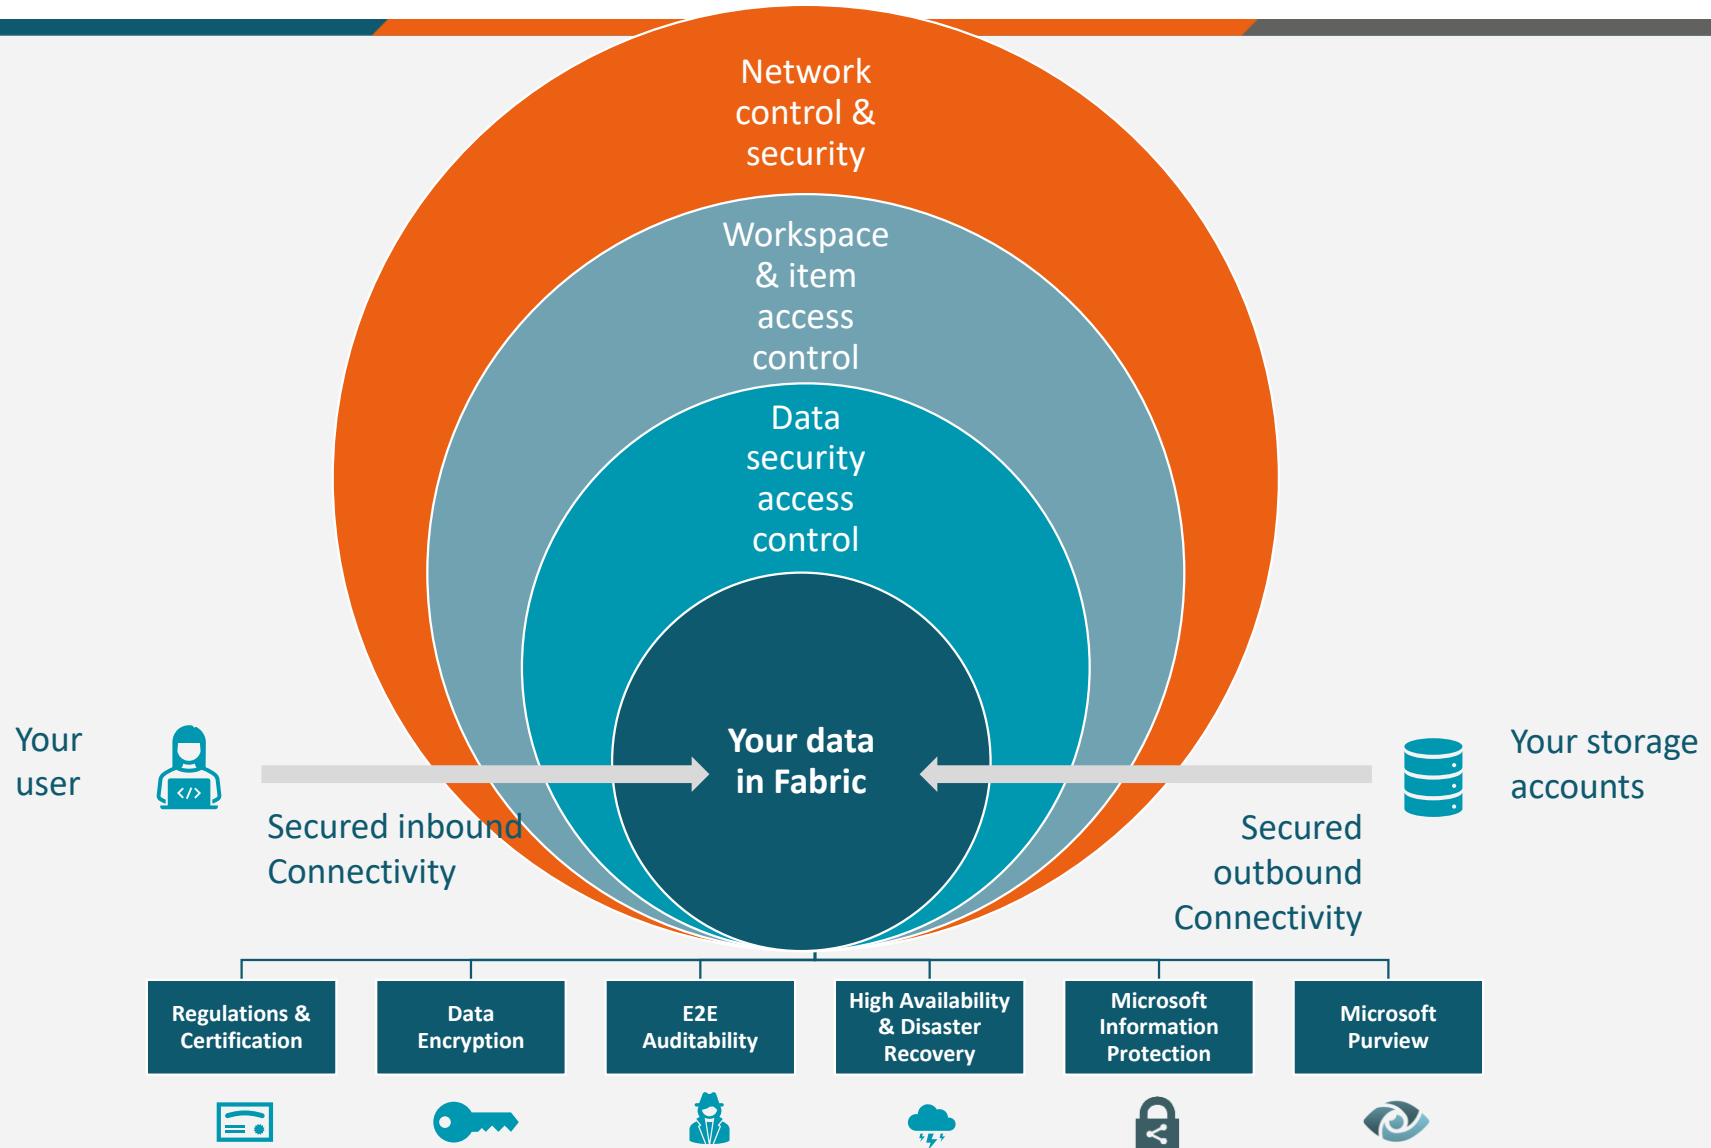 Network
control &
security
Workspace
& item
access
control
Data
security
access
control
Your data
in Fabric
Your
user
</>
Secured inbound
Connectivity
Your storage
accounts
Secured
outbound
Connectivity
Regulations &
Certification
Data
Encryption
E2E
Auditability
High Availability
& Disaster
Recovery
Microsoft
Information
Protection
Microsoft
Purview